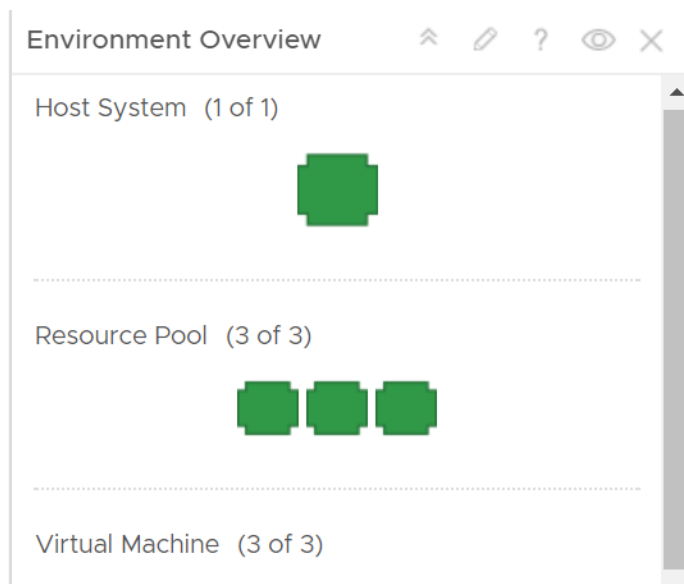 Environment Overview ?
Host System (1 of 1)
Resource Pool (3 of 3)
Virtual Machine (3 of 3)